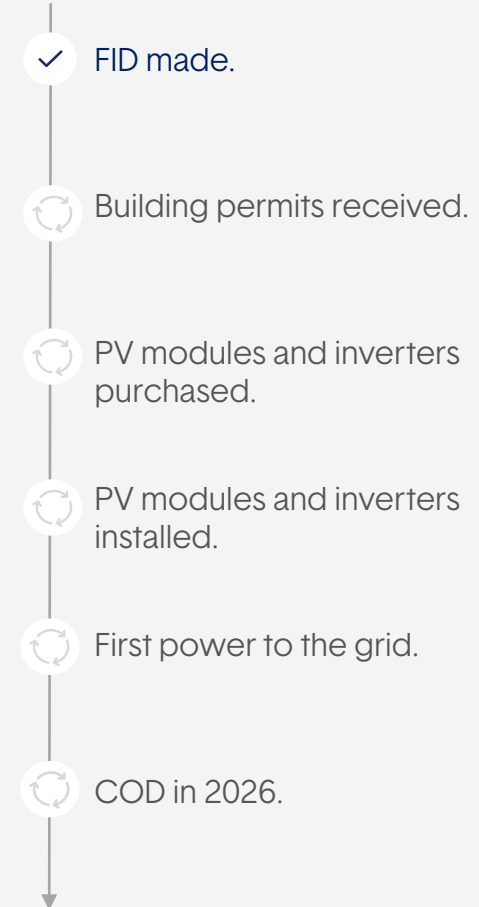 FID made.
Building permits received.
PV modules and inverters
purchased.
PV modules and inverters
installed.
First power to the grid.
COD in 2026.